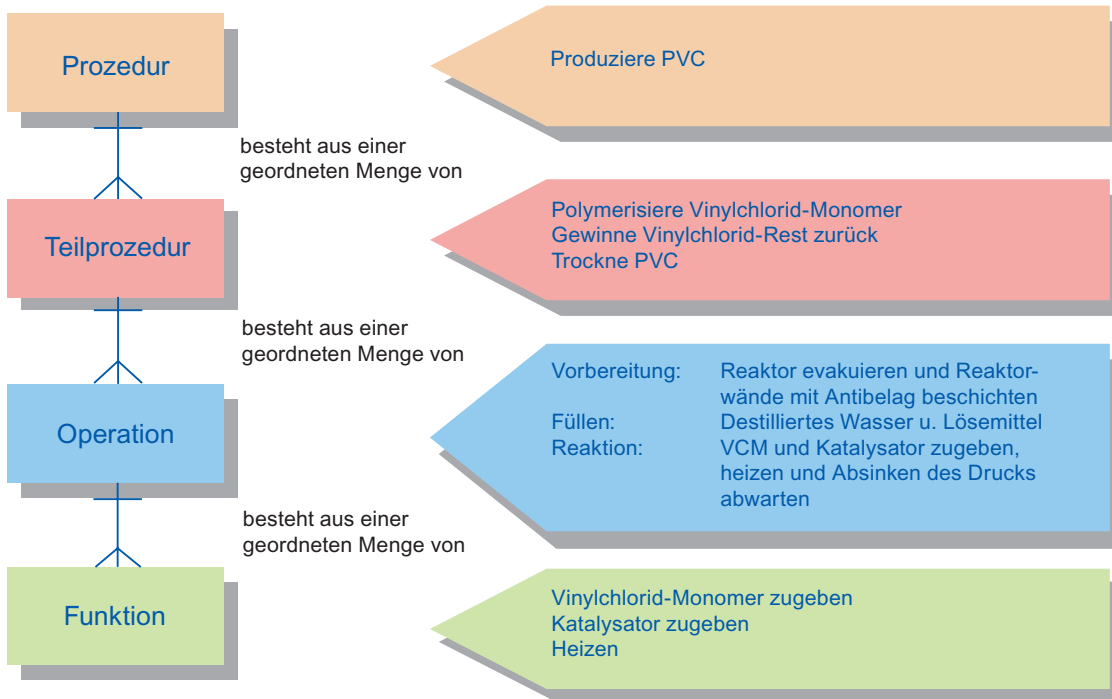 Prozedur
Produziere PVC
besteht aus einer
geordneten Menge von
Teilprozedur
Polymerisiere Vinylchlorid-Monomer
Gewinne Vinylchlorid-Rest zurück
Trockne PVC
besteht aus einer
geordneten Menge von
Operation
Vorbereitung: Reaktor evakuieren und Reaktor-
wände mit Antibelag beschichten
Füllen: Destilliertes Wasser u. Lösemittel
Reaktion: VCM und Katalysator zugeben,
heizen und Absinken des Drucks
abwarten
besteht aus einer
geordneten Menge von
Funktion
Vinylchlorid-Monomer zugeben
Katalysator zugeben
Heizen